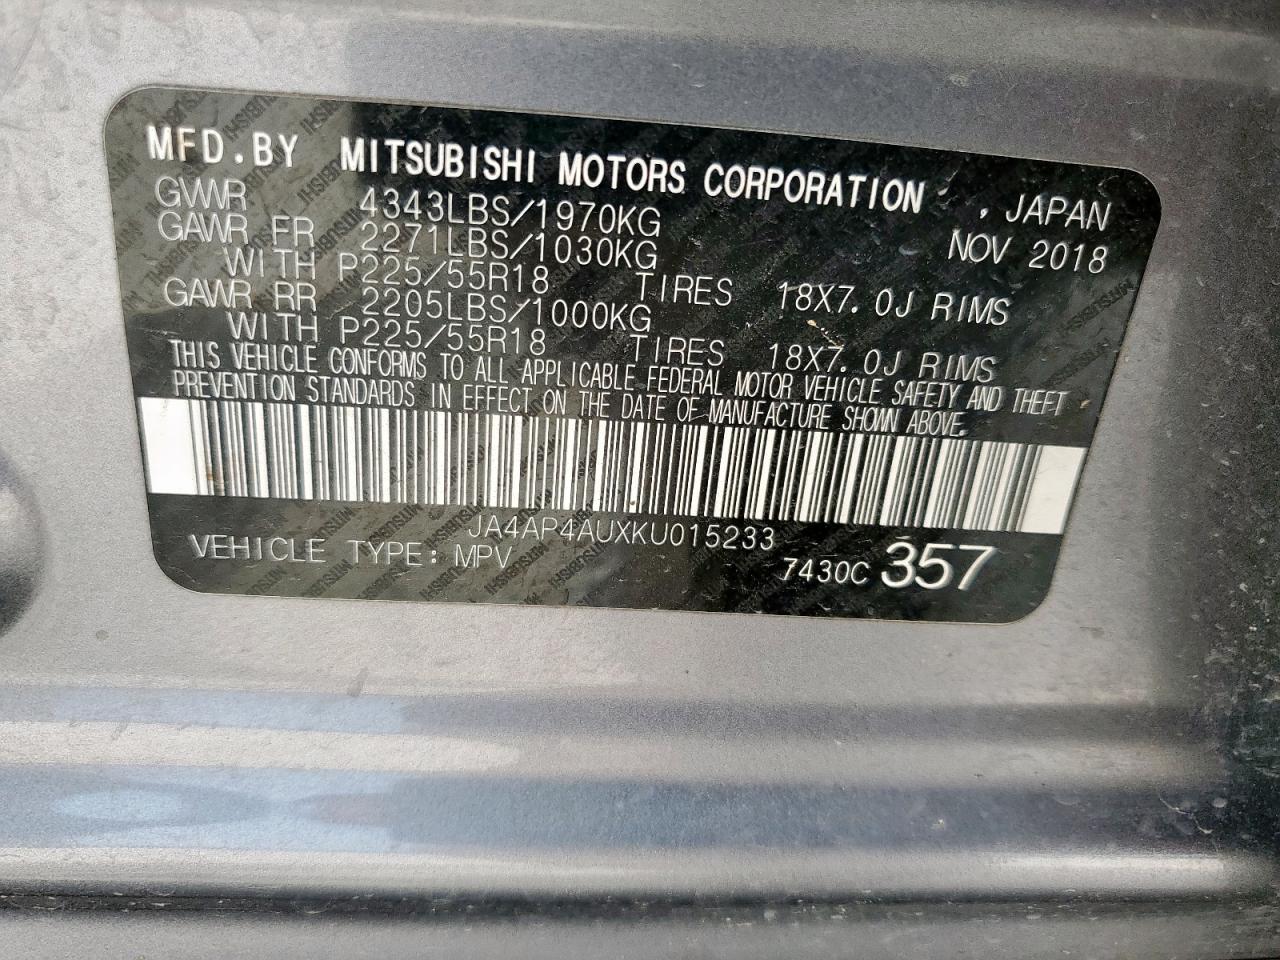 MFD.BY MITSUBISHI MOTORS CORPORATION , JAPAN
GVWR 4343LBS/1970KG NOV 2018
GAWR FR 2271LBS/1030KG
WITH P225/55R18 TIRES 18X7.0J RIMS
GAWR RR 2205LBS/1000KG
WITH P225/55R18 TIRES 18X7.0J RIMS
THIS VEHICLE CONFORMS TO ALL APPLICABLE FEDERAL MOTOR VEHICLE SAFETY AND THEFT
PREVENTION STANDARDS IN EFFECT ON THE DATE OF MANUFACTURE SHOWN ABOVE.
JA4AP4AUXKU015233
VEHICLE TYPE: MPV 7430C 357